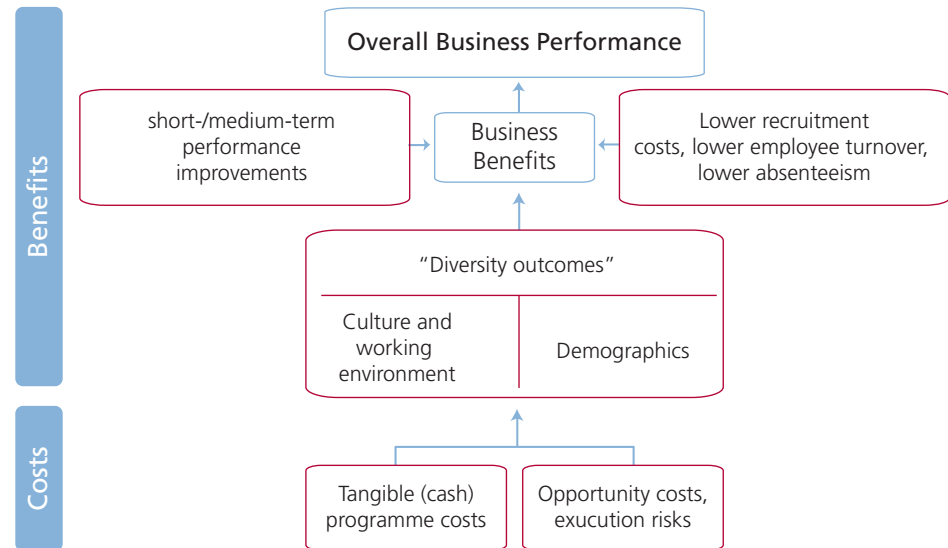 Overall Business Performance
short-/medium-term
performance
improvements
Business
Benefits
Lower recruitment
costs, lower employee turnover,
lower absenteeism
Benefits
“Diversity outcomes”
Culture and
working
environment
Demographics
Costs
Tangible (cash)
programme costs
Opportunity costs,
exucution risks